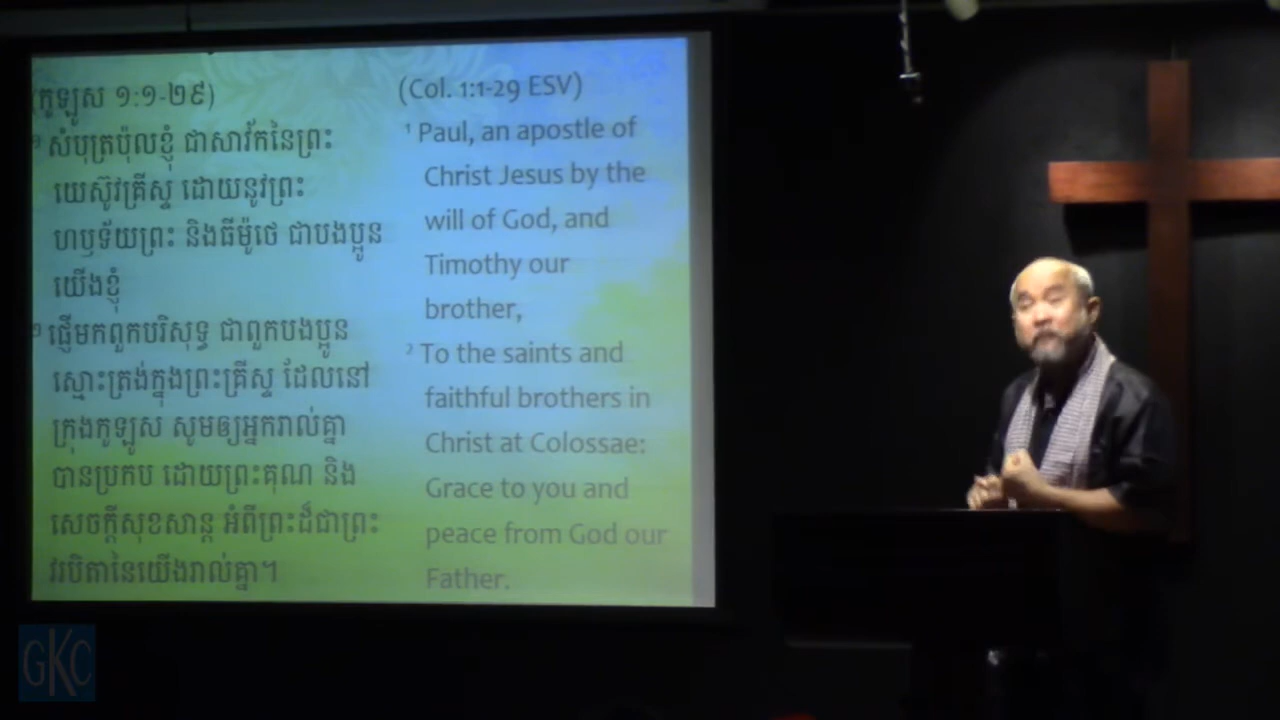 (កូឡូស ១:១-២៩)
១ សំបុត្រប៉ុលខ្ញុំ ជាសាវ័កនៃព្រះ
យេស៊ូវគ្រីស្ទ ដោយនូវព្រះ
ហឫទ័យព្រះ និងធីម៉ូថេ ជាបងប្អូន
យើងខ្ញុំ
២ ផ្ញើមកពួកបរិសុទ្ធ ជាពួកបងប្អូន
ស្មោះត្រង់ក្នុងព្រះគ្រីស្ទ ដែលនៅ
ក្រុងកូឡូស សូមឲ្យអ្នករាល់គ្នា
បានប្រកប ដោយព្រះគុណ និង
សេចក្តីសុខសាន្ត អំពីព្រះដ៏ជាព្រះ
វរបិតានៃយើងរាល់គ្នា។
(Col. 1:1-29 ESV)
1 Paul, an apostle of
Christ Jesus by the
will of God, and
Timothy our
brother,
2 To the saints and
faithful brothers in
Christ at Colossae:
Grace to you and
peace from God our
Father.
GKC